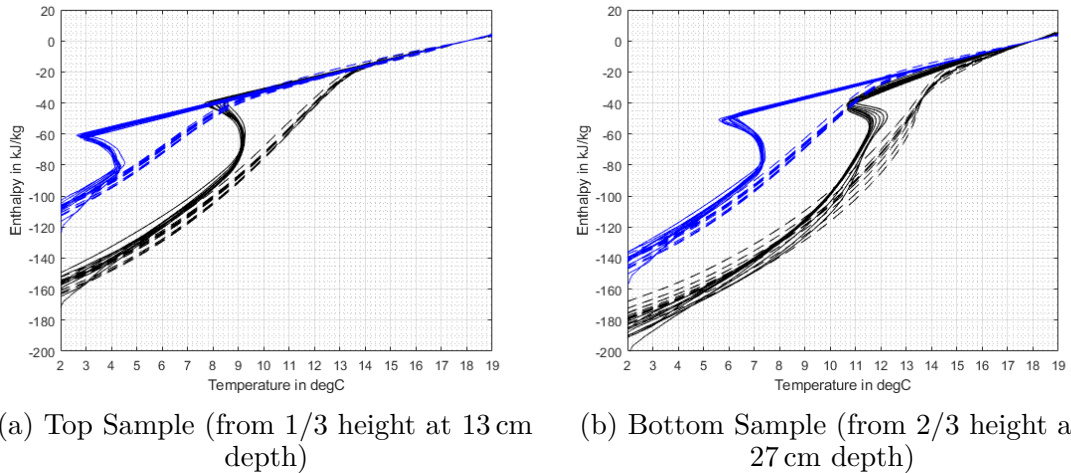 20
0
-20
-40
-60
-80
-100
-120
-140
-160
-180
-200
Enthalpy in kJ/kg
2 3 4 5 6 7 8 9 10 11 12 13 14 15 16 17 18 19
Temperature in degC
20
0
-20
-40
-60
-80
-100
-120
-140
-160
-180
-200
Enthalpy in kJ/kg
2 3 4 5 6 7 8 9 10 11 12 13 14 15 16 17 18 19
Temperature in degC
(a) Top Sample (from 1/3 height at 13 cm
depth)
(b) Bottom Sample (from 2/3 height a
27 cm depth)